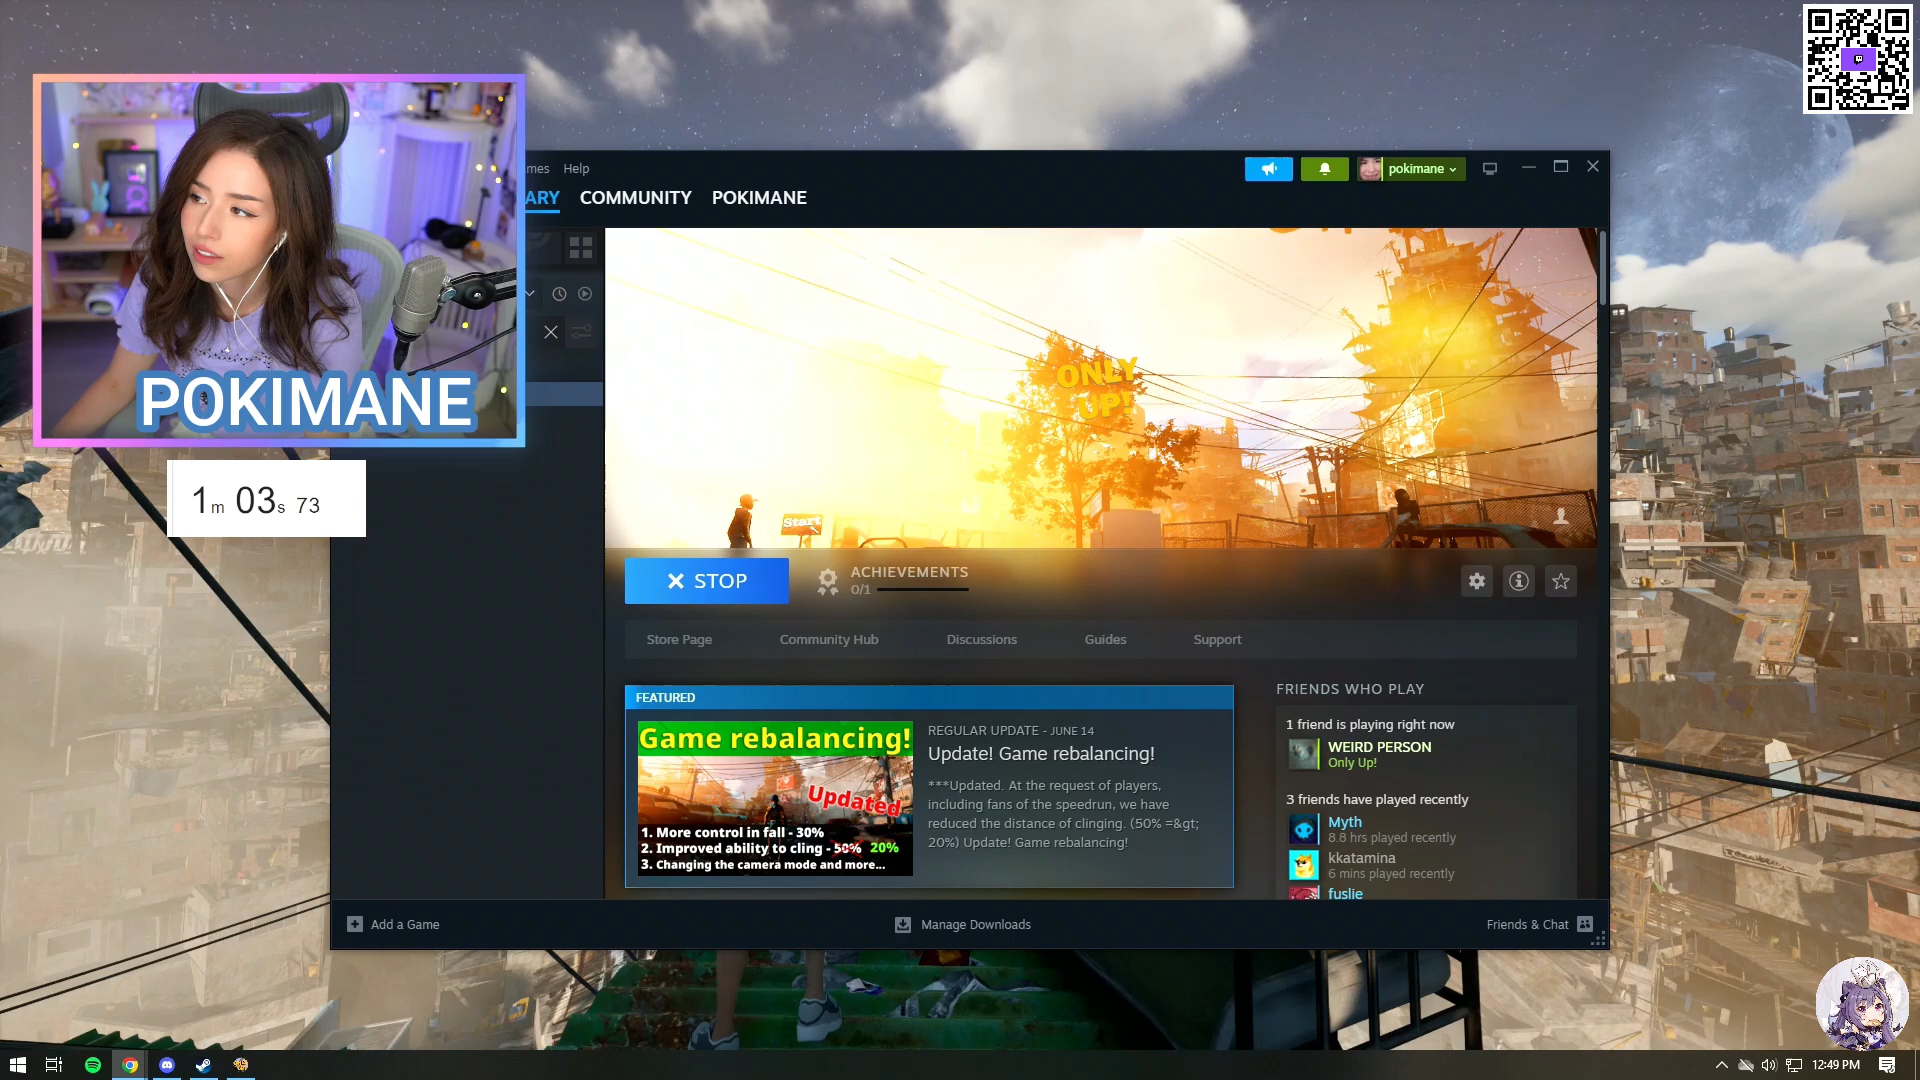 mes Help
pokimane
ARY COMMUNITY POKIMANE
ONLY
UP!
Start
POKIMANE
1m 03s 73
STOP
ACHIEVEMENTS
0/1
Store Page Community Hub Discussions Guides Support
FEATURED
Game rebalancing!
Updated
1. More control in fall - 30%
2. Improved ability to cling - 50% 20%
3. Changing the camera mode and more...
REGULAR UPDATE - JUNE 14
Update! Game rebalancing!
***Updated. At the request of players,
including fans of the speedrun, we have
reduced the distance of clinging. (50% =&gt;
20%) Update! Game rebalancing!
FRIENDS WHO PLAY
1 friend is playing right now
WEIRD PERSON
Only Up!
3 friends have played recently
Myth
8.8 hrs played recently
kkatamina
6 mins played recently
fuslie
Add a Game Manage Downloads Friends & Chat
12:49 PM